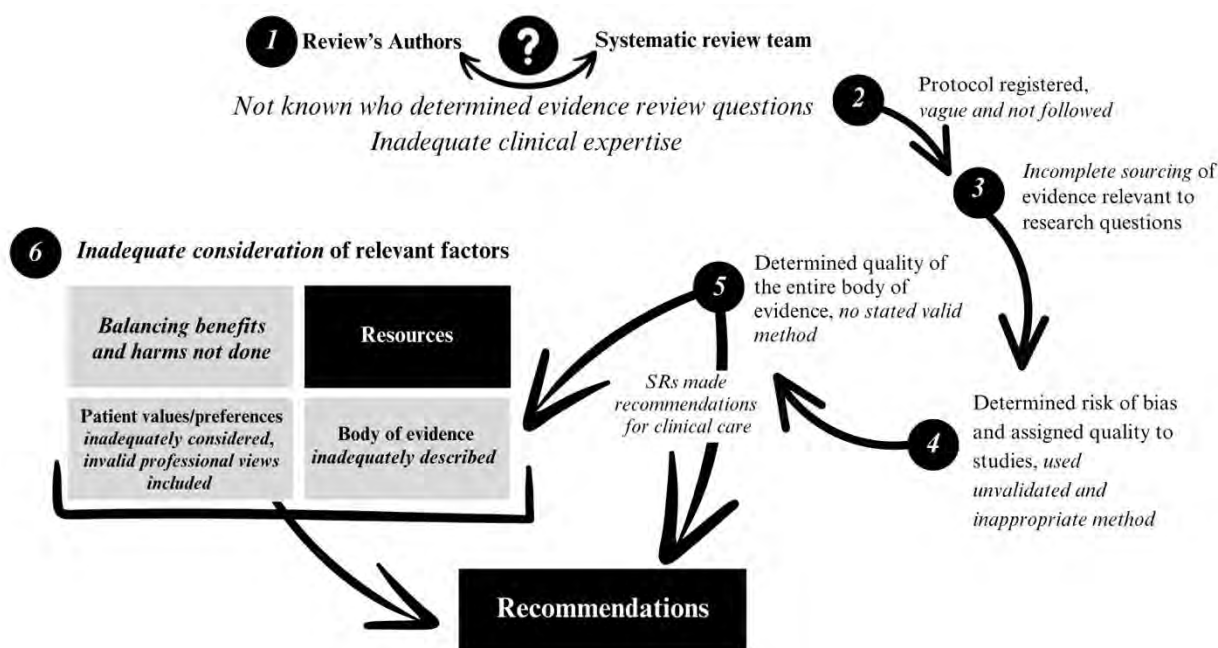 1 Review's Authors ? Systematic review team
Not known who determined evidence review questions
Inadequate clinical expertise
2 Protocol registered,
vague and not followed
3 Incomplete sourcing of
evidence relevant to
research questions
4 Determined risk of bias
and assigned quality to
studies, used
unvalidated and
inappropriate method
5 Determined quality of
the entire body of
evidence, no stated valid
method
SRs made
recommendations
for clinical care
6 Inadequate consideration of relevant factors
Balancing benefits
and harms not done
Resources
Patient values/preferences
inadequately considered,
invalid professional views
included
Body of evidence
inadequately described
Recommendations